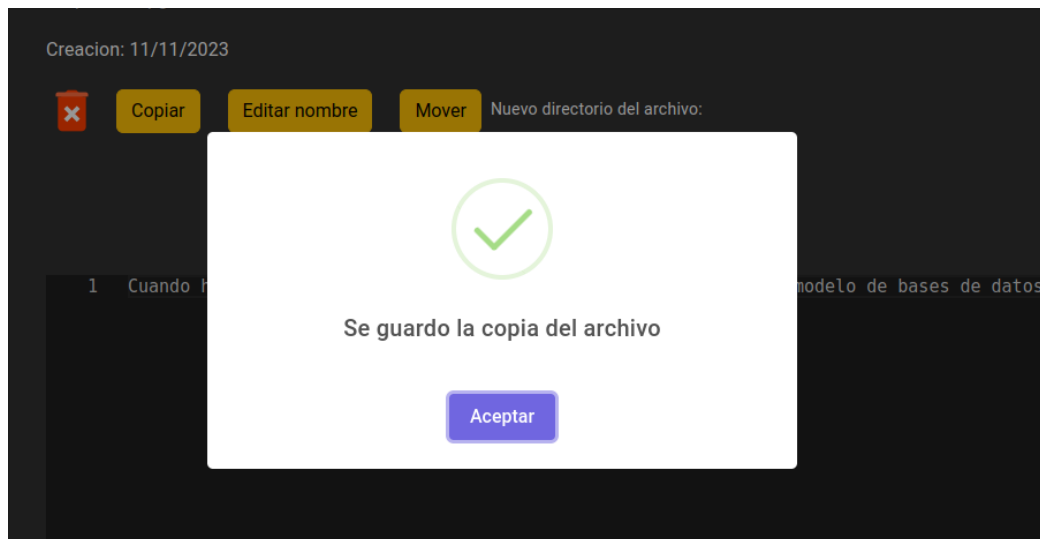 Creacion: 11/11/2023
Copiar Editar nombre Mover Nuevo directorio del archivo:
1 Cuando modelo de bases de datos
Se guardo la copia del archivo
Aceptar